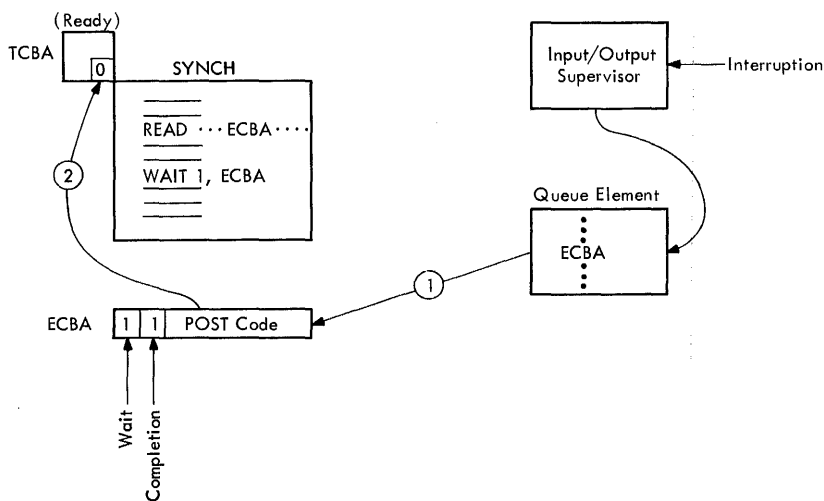 (Ready)
TCBA
0
SYNCH
READ ··· ECBA ····
WAIT 1, ECBA
2
Input/Output
Supervisor
Interruption
Queue Element
ECBA
1
ECBA
1 1 POST Code
Wait
Completion